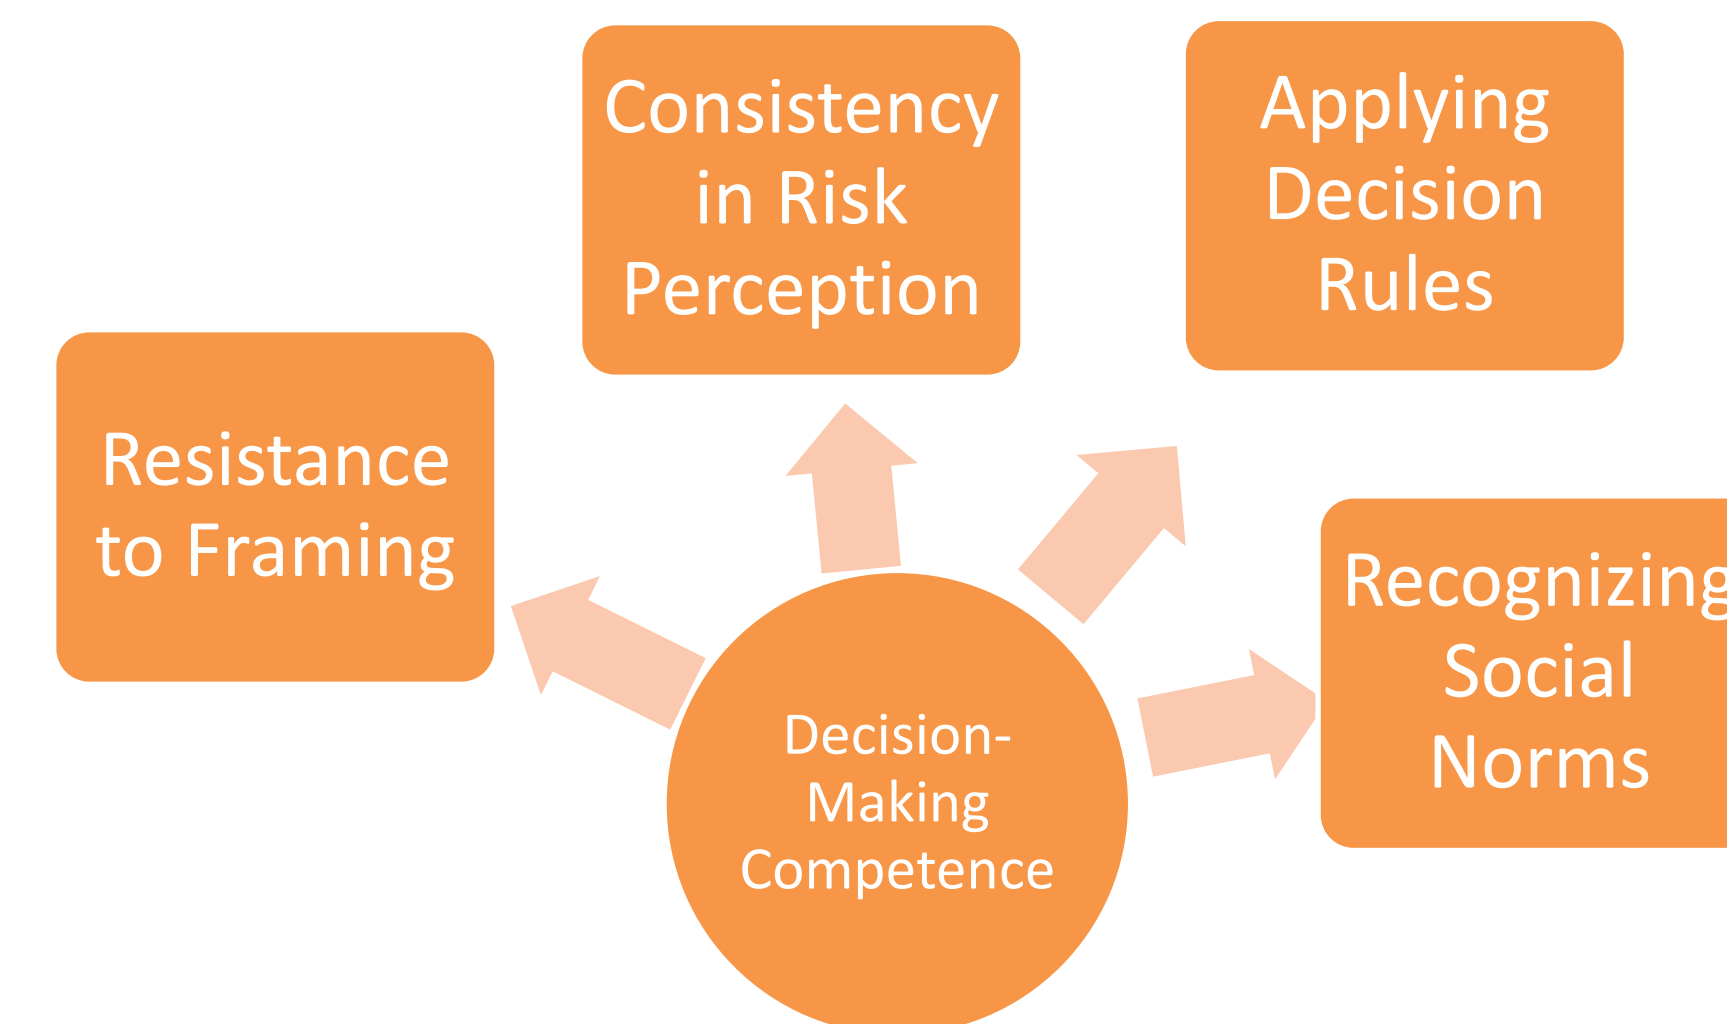 Consistency
in Risk
Perception
Applying
Decision
Rules
Resistance
to Framing
Recognizing
Social
Norms
Decision-
Making
Competence